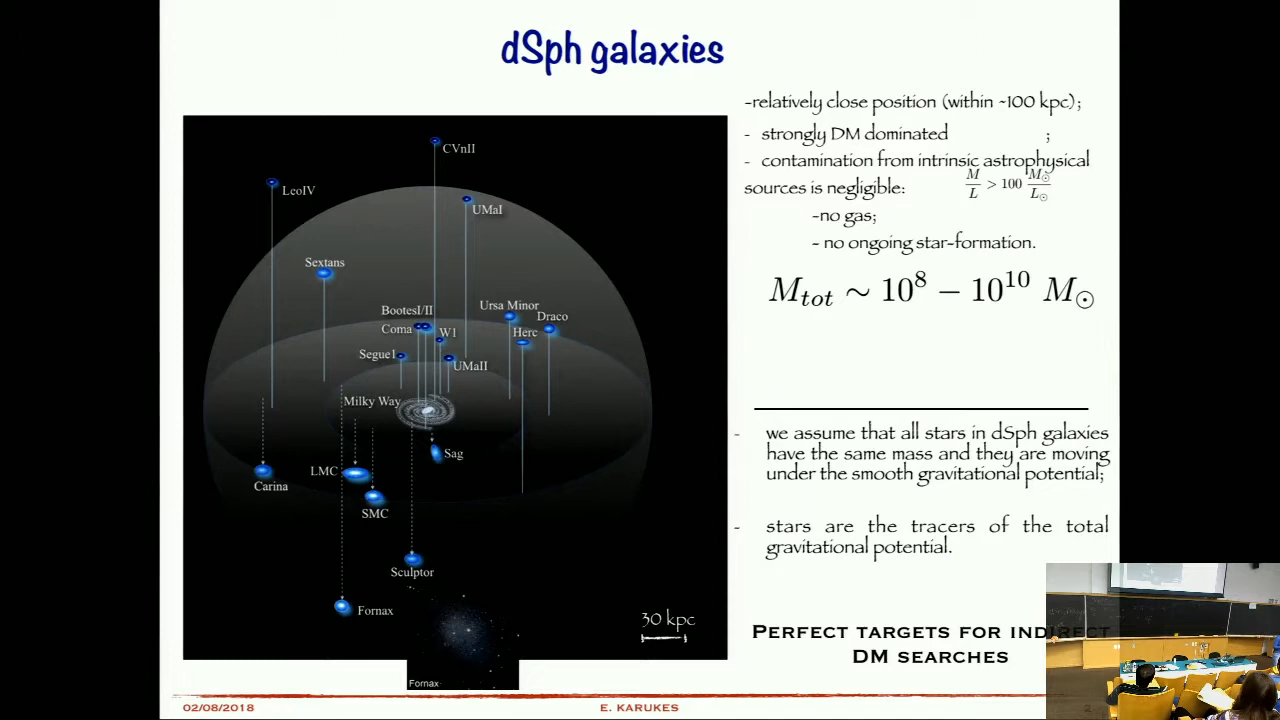 dSph galaxies
-relatively close position (within ~100 kpc);
- strongly DM dominated ;
- contamination from intrinsic astrophysical
sources is negligible:
M/L > 100 M☉/L☉
-no gas;
- no ongoing star-formation.
M_tot ∼ 10^8 − 10^10 M☉
- we assume that all stars in dSph galaxies
have the same mass and they are moving
under the smooth gravitational potential;
- stars are the tracers of the total
gravitational potential.
PERFECT TARGETS FOR INDIRECT
DM SEARCHES
CVnII
LeoIV
UMaI
Sextans
BootesI/II
Ursa Minor
Coma
W1
Herc
Draco
Segue1
UMaII
Milky Way
Sag
LMC
Carina
SMC
Sculptor
Fornax
30 kpc
Fornax
02/08/2018
E. KARUKES
2